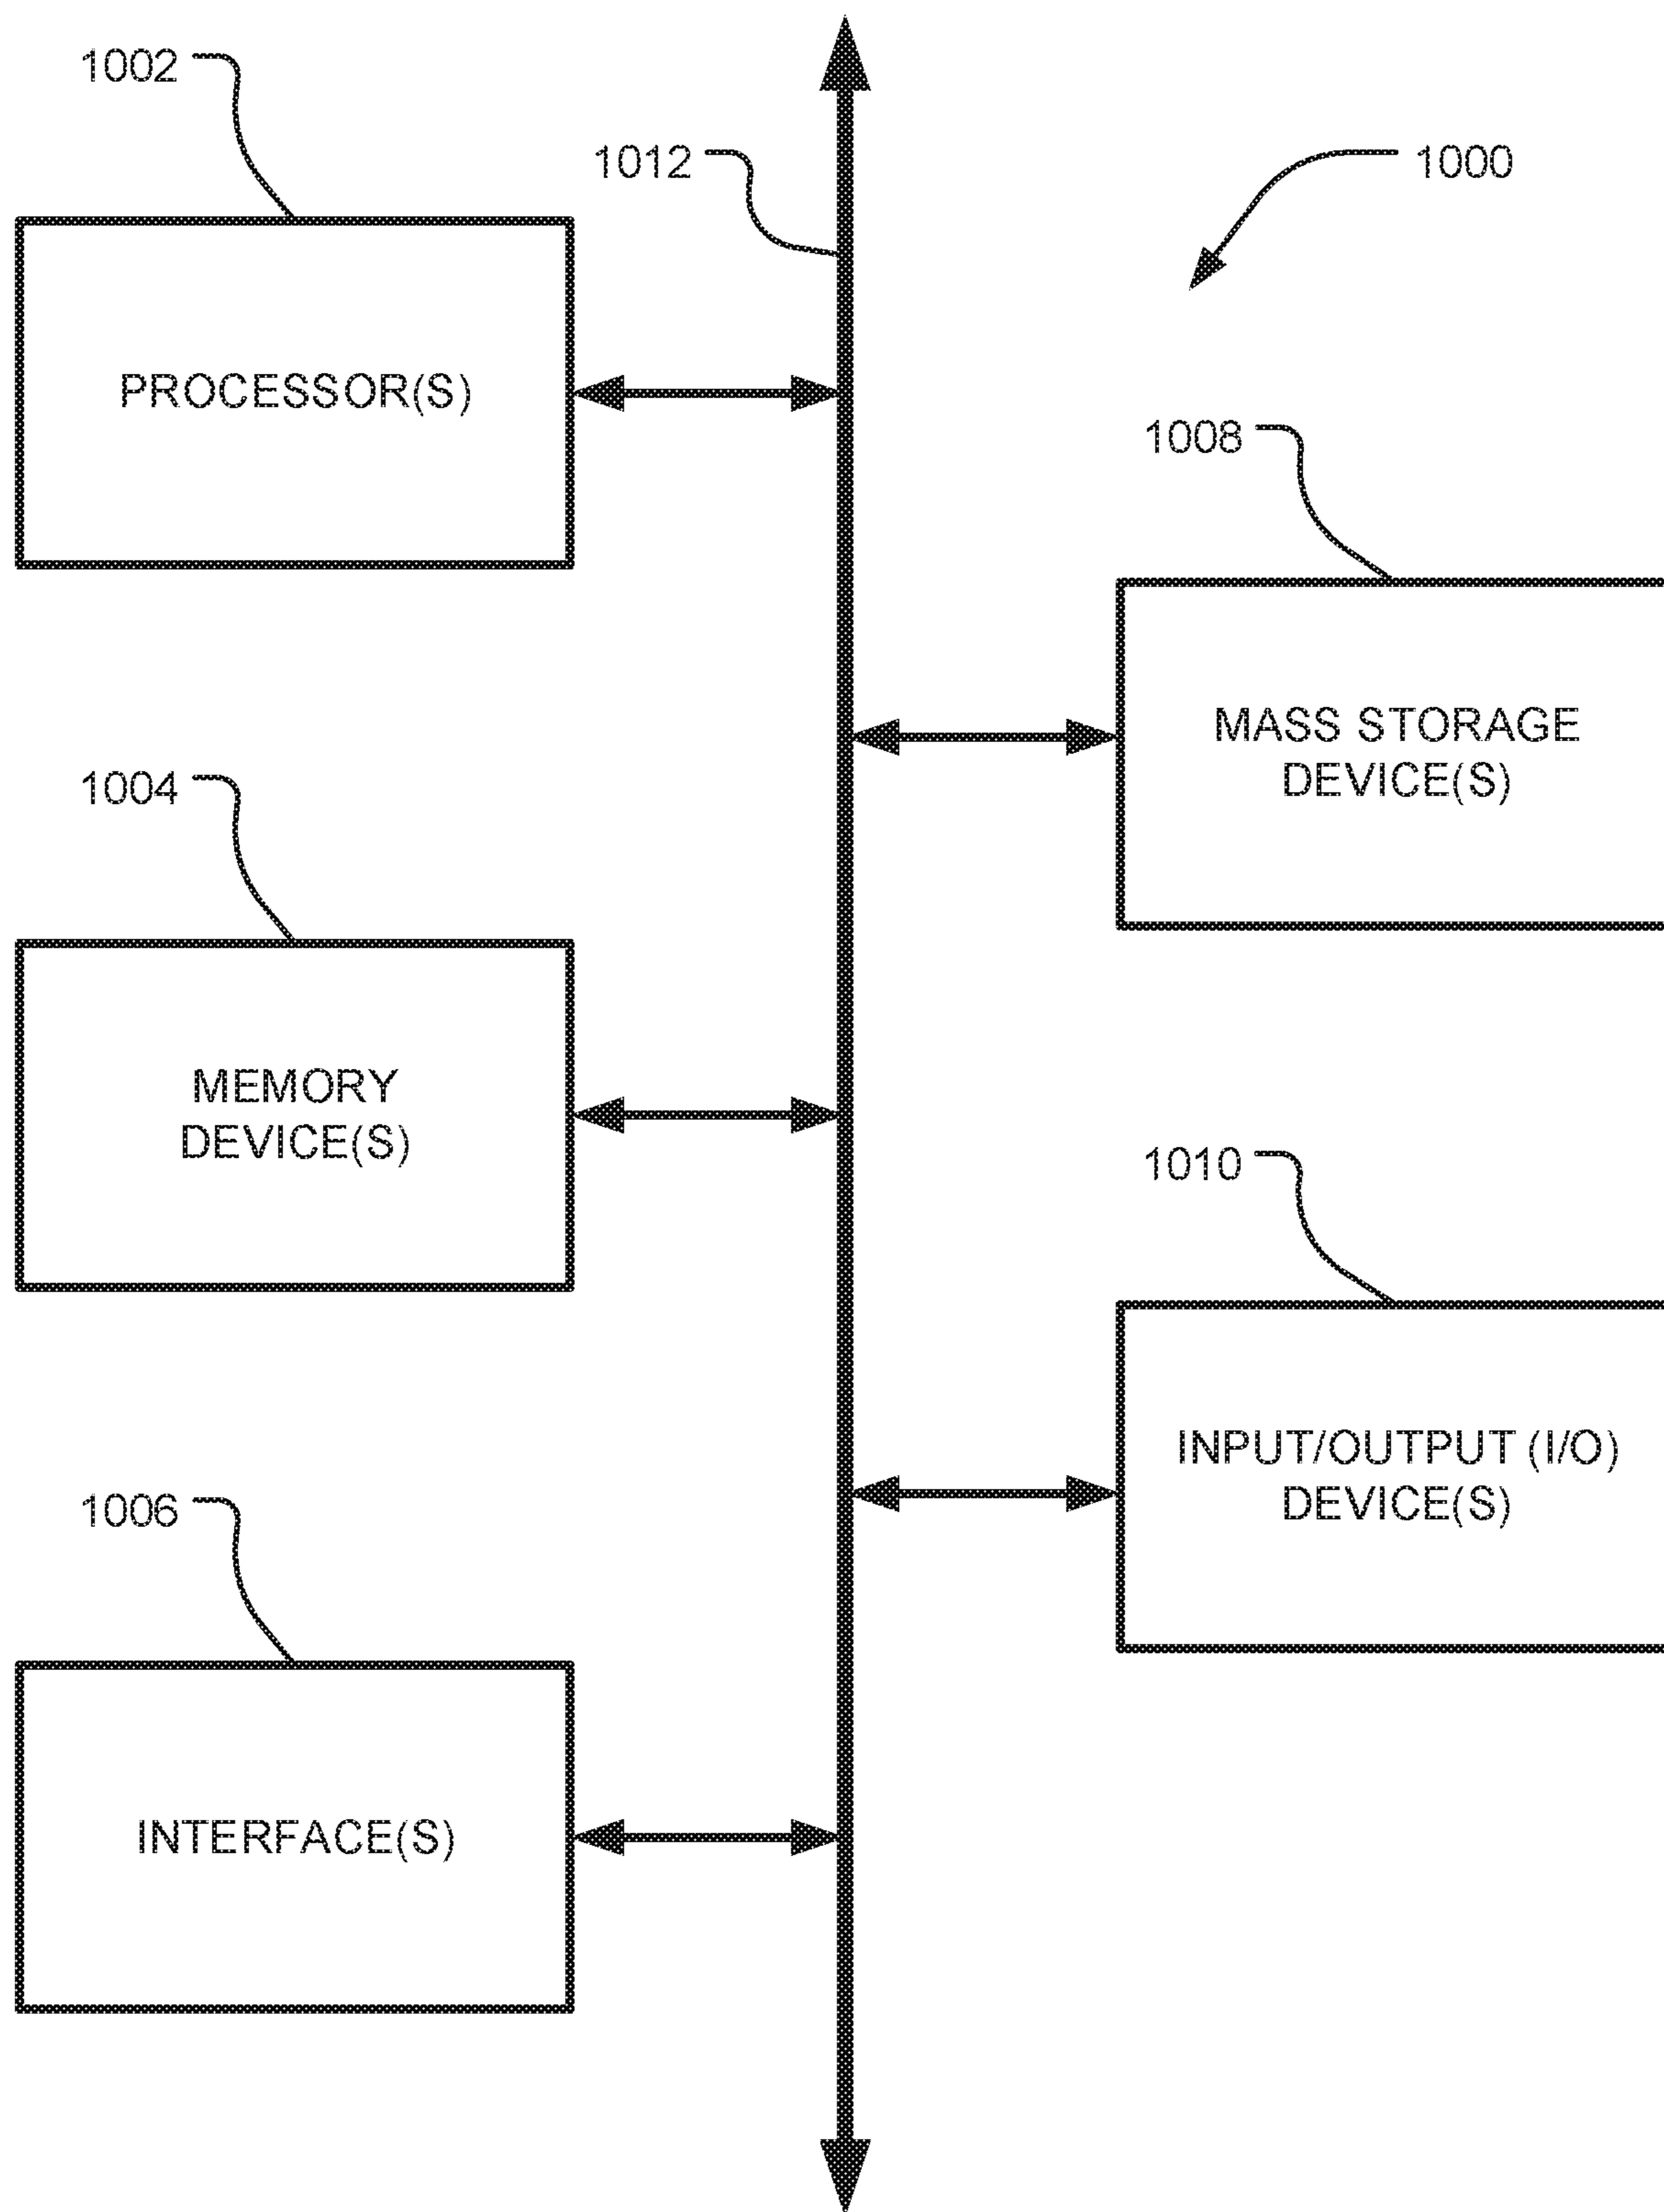 1002
1012
1000
PROCESSOR(S)
1008
MASS STORAGE
DEVICE(S)
1004
MEMORY
DEVICE(S)
1010
INPUT/OUTPUT (I/O)
DEVICE(S)
1006
INTERFACE(S)